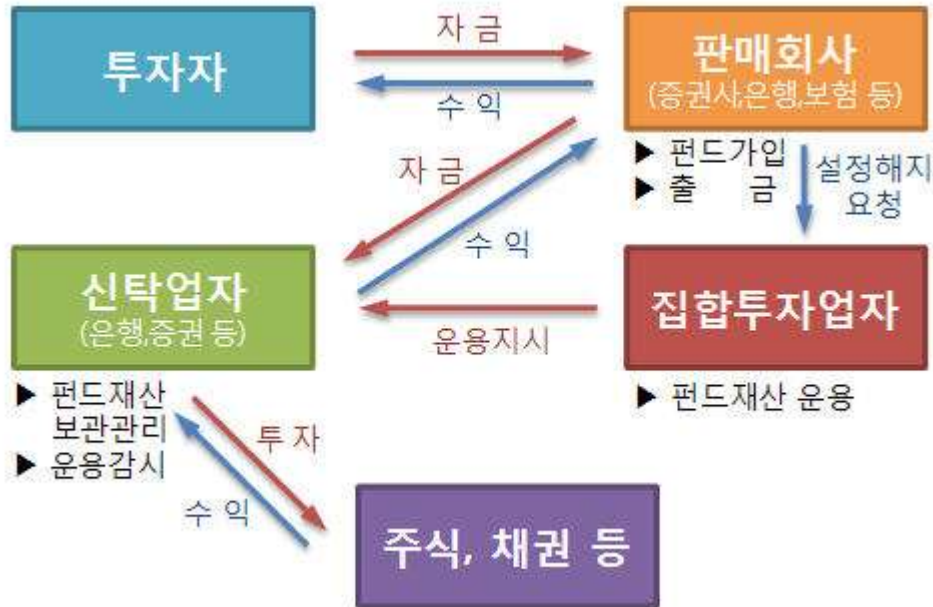 투자자
자 금
수 익
판매회사
(증권사,은행,보험 등)
▶ 펀드가입
▶ 출 금
설정해지
요청
자 금
수 익
신탁업자
(은행,증권 등)
▶ 펀드재산
보관관리
▶ 운용감시
운용지시
집합투자업자
▶ 펀드재산 운용
투 자
수 익
주식, 채권 등